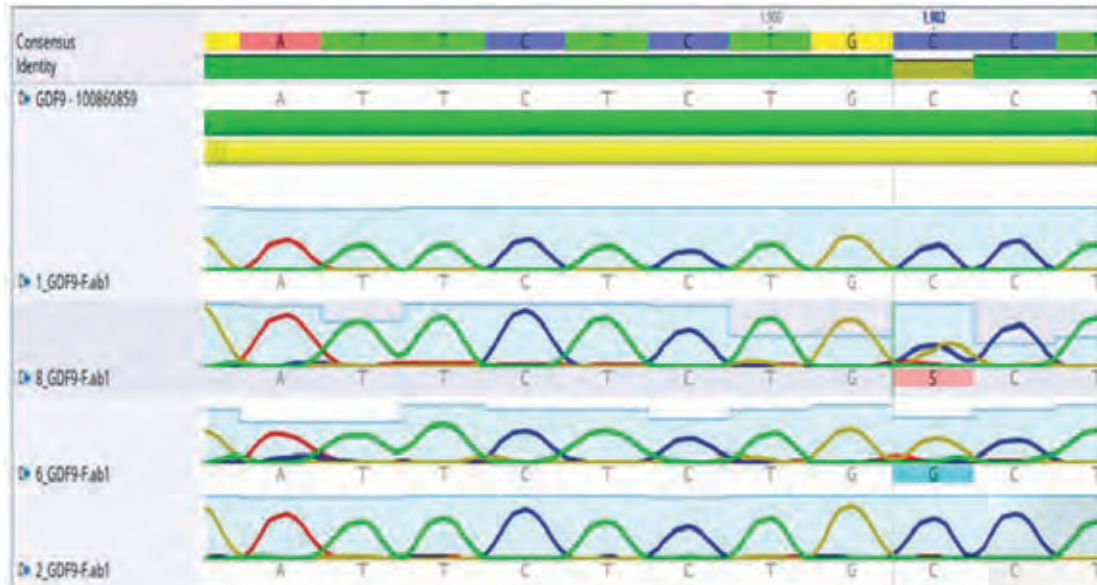 1,900 1,902
Consensus A T T C T C T G C C T
Identity
GDF9 - 100860859 A T T C T C T G C C T
1_GDF9-F.ab1 A T T C T C T G C C T
8_GDF9-F.ab1 A T T C T C T G S C T
6_GDF9-F.ab1 A T T C T C T G G C T
2_GDF9-F.ab1 A T T C T C T G C C T